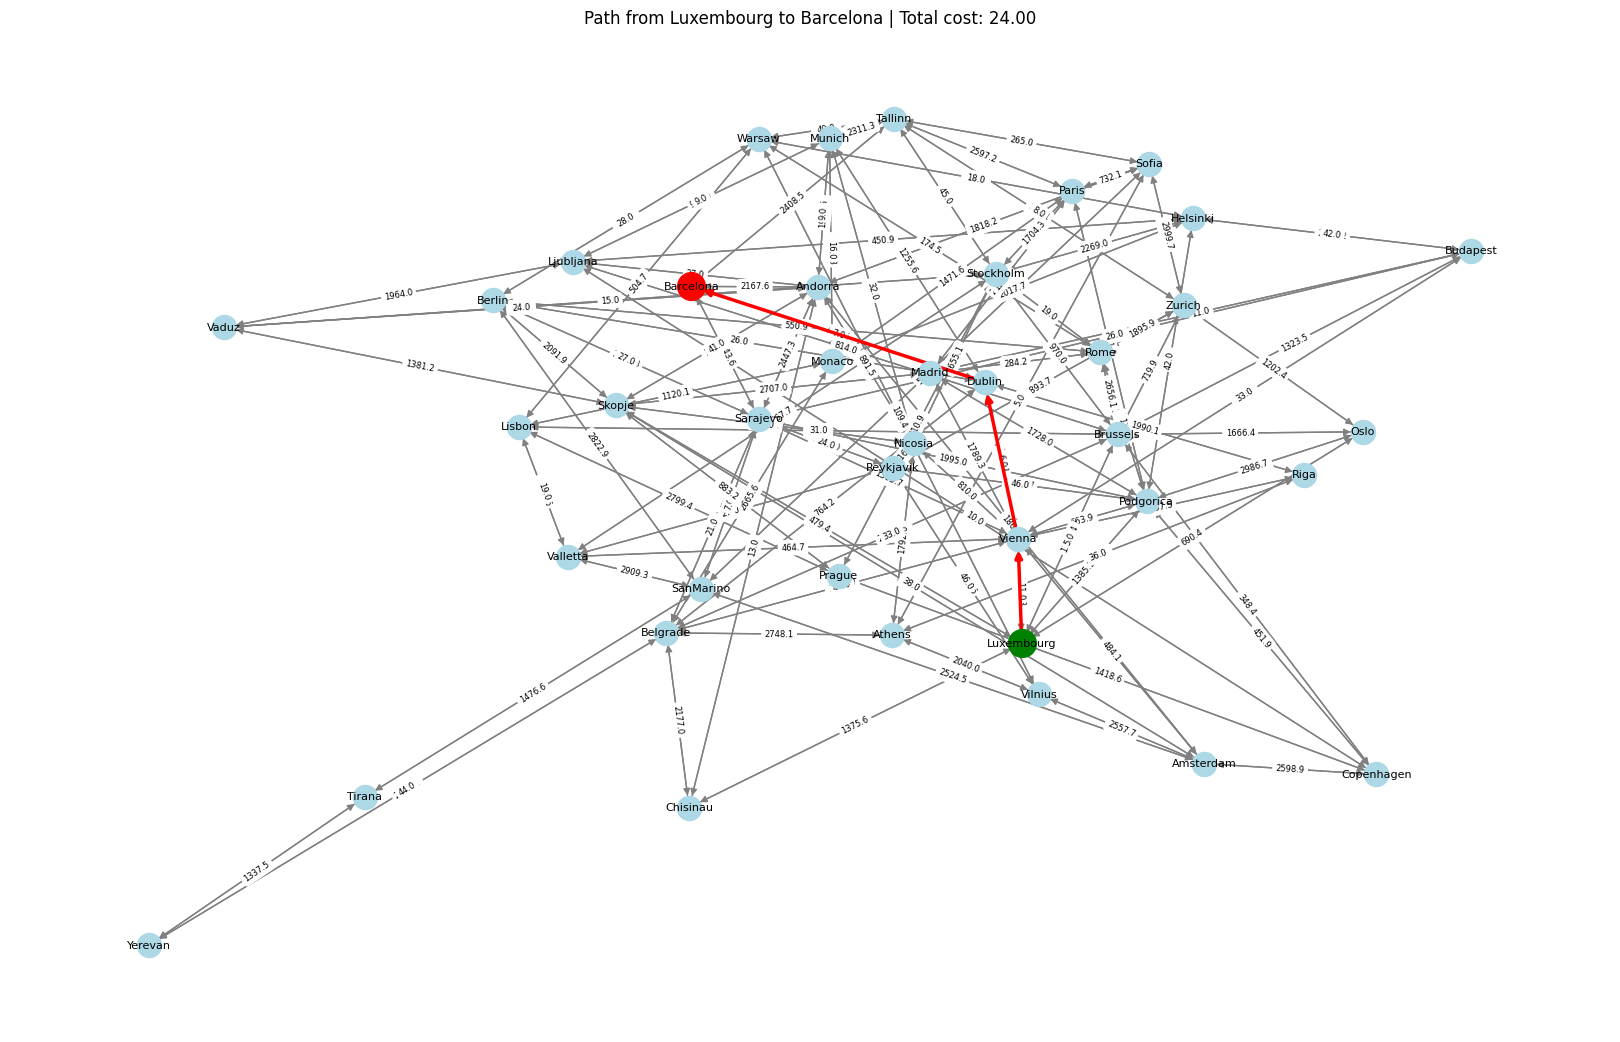 Path from Luxembourg to Barcelona | Total cost: 24.00
Tallinn
Warsaw
Munich
2311.3
265.0
2597.2
Sofia
732.1
Paris
18.0
9.0
45.0
2408.5
28.0
Helsinki
1818.2
1704.3
2999.7
174.5
450.9
2269.0
42.0
Budapest
16.0
1255.6
Ljubljana
Stockholm
1471.6
504.7
Barcelona
2167.6
Andorra
32.0
2017.7
1964.0
Berlin
15.0
24.0
Zurich
Vaduz
19.0
550.9
26.0
1895.9
1323.5
814.0
Rome
2091.9
41.0
26.0
Monaco
284.2
1381.2
27.0
2447.3
Madrid
Dublin
970.0
719.9
42.0
1202.4
893.7
33.0
1120.1
2707.0
2656.1
Skopje
Sarajevo
109.4
Lisbon
31.0
24.0
Nicosia
1728.0
Brussels
1990.1
1666.4
Oslo
2822.9
1995.0
1789.3
2986.7
Reykjavik
46.0
Riga
2799.4
883.2
2665.6
764.2
810.0
Podgorica
21.0
479.4
10.0
Vienna
33.0
690.4
13.0
464.7
36.0
Valletta
2909.3
Prague
38.0
46.0
SanMarino
348.4
Belgrade
2748.1
Athens
Luxembourg
484.1
451.9
2040.0
2524.5
1418.6
1476.6
Vilnius
2177.0
1375.6
2557.7
Amsterdam
2598.9
Copenhagen
44.0
Tirana
Chisinau
1337.5
Yerevan